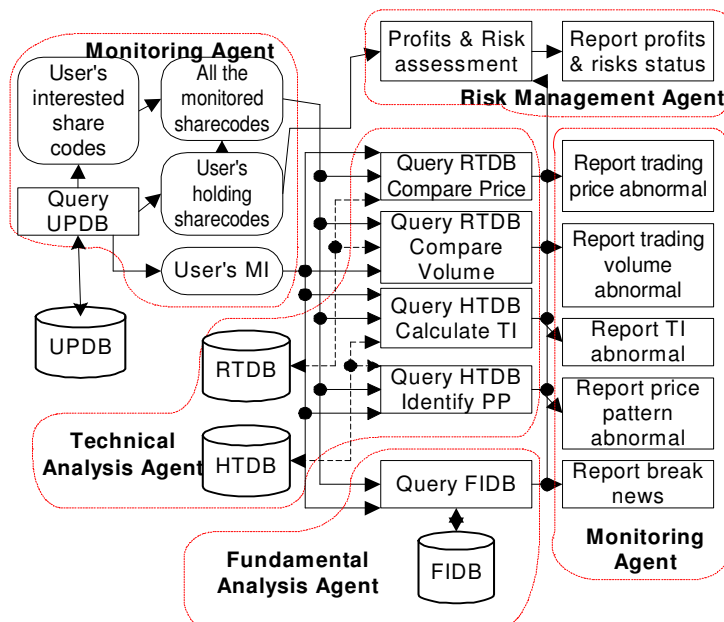 Monitoring Agent
User's
interested
share
codes
All the
monitored
sharecodes
Query
UPDB
User's
holding
sharecodes
User's MI
UPDB
Profits & Risk
assessment
Report profits
& risks status
Risk Management Agent
Query RTDB
Compare Price
Query RTDB
Compare
Volume
Query HTDB
Calculate TI
Query HTDB
Identify PP
RTDB
HTDB
Technical
Analysis Agent
Query FIDB
FIDB
Fundamental
Analysis Agent
Report trading
price abnormal
Report trading
volume
abnormal
Report TI
abnormal
Report price
pattern
abnormal
Report break
news
Monitoring
Agent